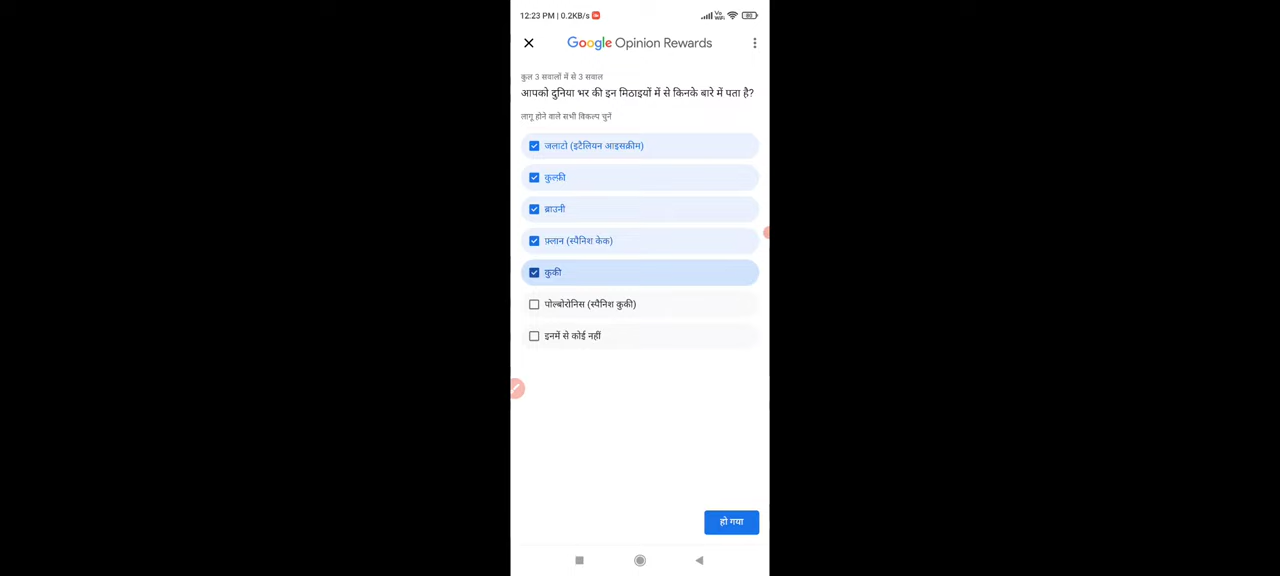 12:23 PM | 0.2KB/s
Google Opinion Rewards
कुल 3 सवालों में से 3 सवाल
आपको दुनिया भर की इन मिठाइयों में से किनके बारे में पता है?
लागू होने वाले सभी विकल्प चुनें
जलाटो (इटैलियन आइसक्रीम)
कुल्फ़ी
ब्राउनी
फ़्लान (स्पैनिश केक)
कुकी
पोल्बोरोनिस (स्पैनिश कुकी)
इनमें से कोई नहीं
हो गया